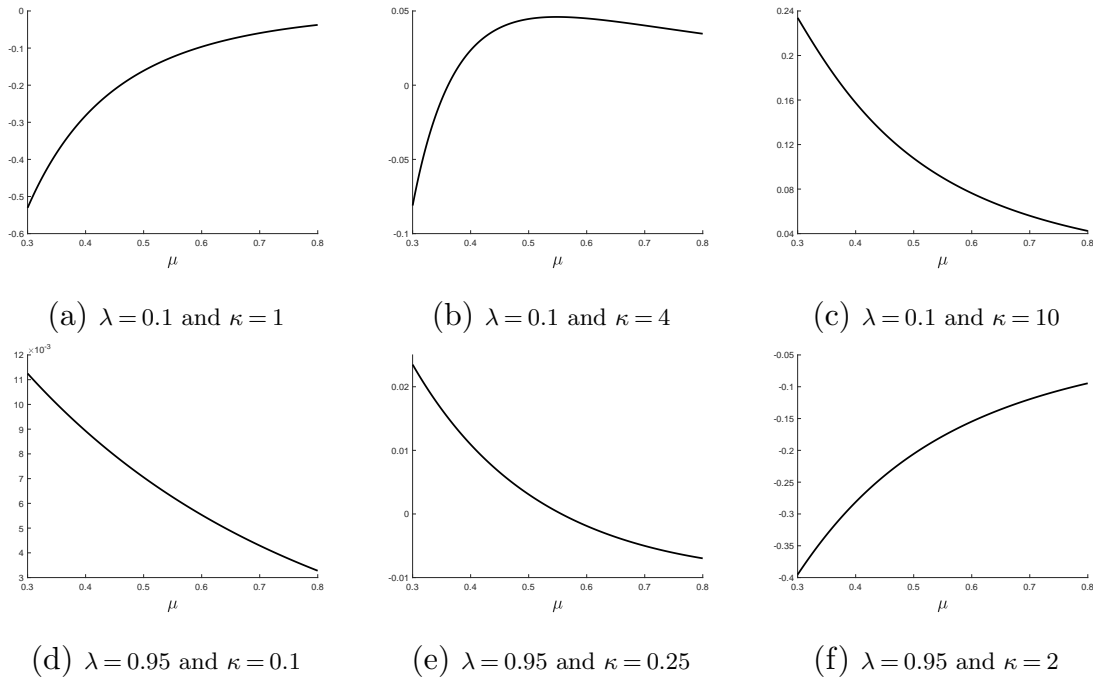 0
-0.1
-0.2
-0.3
-0.4
-0.5
-0.6
0.3 0.4 0.5 0.6 0.7 0.8
μ
(a) λ = 0.1 and κ = 1
0.05
0
-0.05
-0.1
0.3 0.4 0.5 0.6 0.7 0.8
μ
(b) λ = 0.1 and κ = 4
0.24
0.2
0.16
0.12
0.08
0.04
0.3 0.4 0.5 0.6 0.7 0.8
μ
(c) λ = 0.1 and κ = 10
×10⁻³
12
11
10
9
8
7
6
5
4
3
0.3 0.4 0.5 0.6 0.7 0.8
μ
(d) λ = 0.95 and κ = 0.1
0.02
0.01
0
-0.01
0.3 0.4 0.5 0.6 0.7 0.8
μ
(e) λ = 0.95 and κ = 0.25
-0.05
-0.1
-0.15
-0.2
-0.25
-0.3
-0.35
-0.4
0.3 0.4 0.5 0.6 0.7 0.8
μ
(f) λ = 0.95 and κ = 2